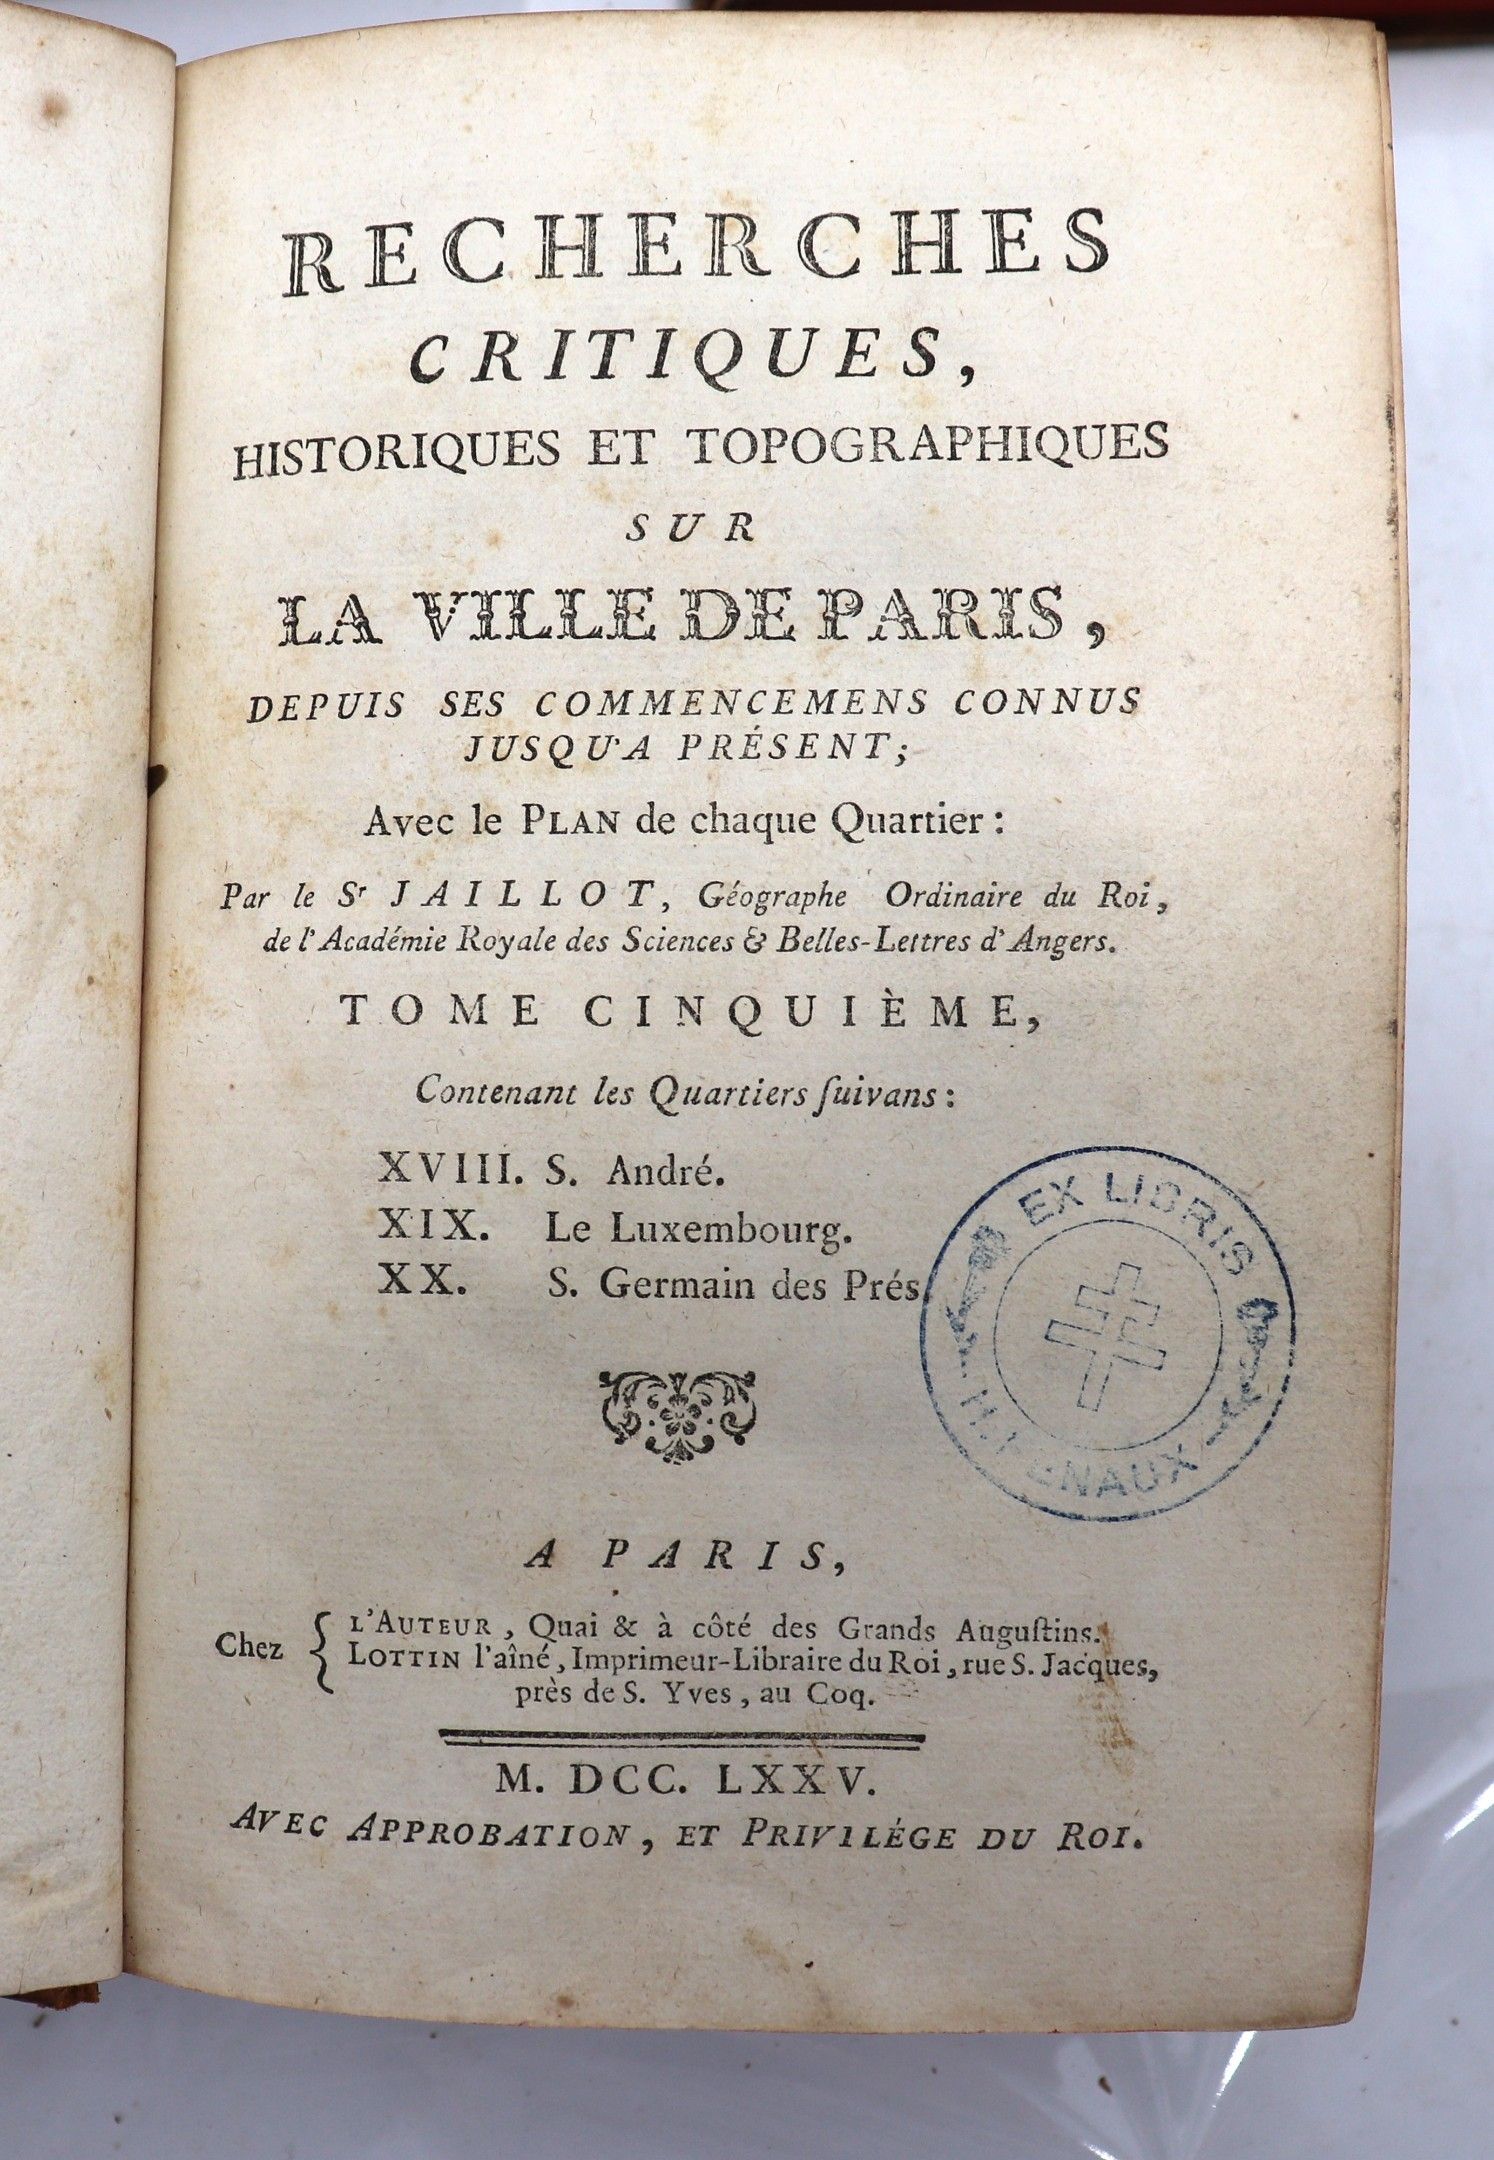 RECHERCHES
CRITIQUES,
HISTORIQUES ET TOPOGRAPHIQUES
SUR
LA VILLE DE PARIS,
DEPUIS SES COMMENCEMENS CONNUS
JUSQU'A PRÉSENT;
Avec le PLAN de chaque Quartier :
Par le Sr JAILLOT, Géographe Ordinaire du Roi,
de l'Académie Royale des Sciences & Belles-Lettres d'Angers.
TOME CINQUIÈME,
Contenant les Quartiers ſuivans :
XVIII. S. André.
XIX. Le Luxembourg.
XX. S. Germain des Prés.
EX LIBRIS
A PARIS,
Chez { L'AUTEUR, Quai & à côté des Grands Auguſtins.
LOTTIN l'aîné, Imprimeur-Libraire du Roi, rue S. Jacques,
près de S. Yves, au Coq.
M. DCC. LXXV.
AVEC APPROBATION, ET PRIVILÉGE DU ROI.